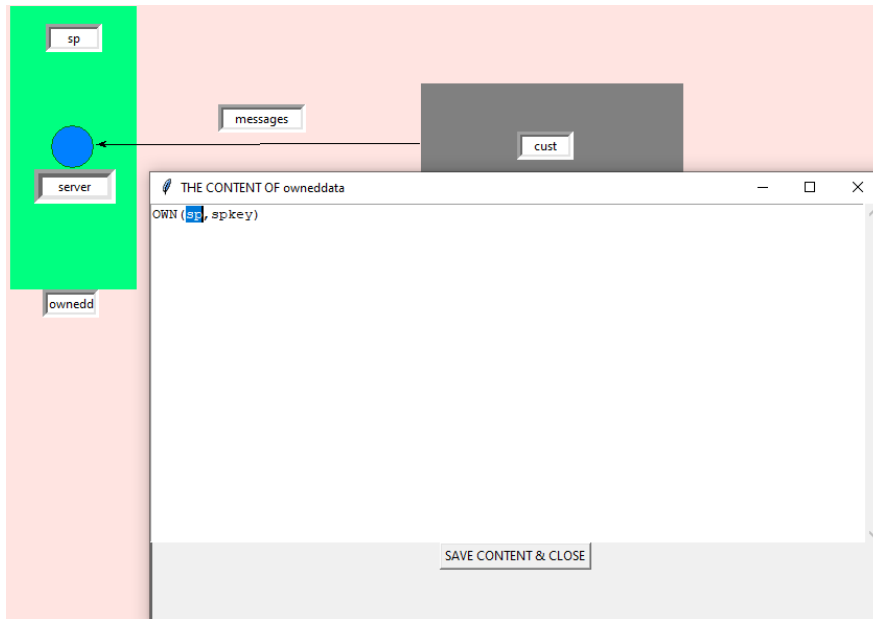 sp
messages
cust
server
THE CONTENT OF owneddata
OWN(sp,spkey)
ownedd
SAVE CONTENT & CLOSE